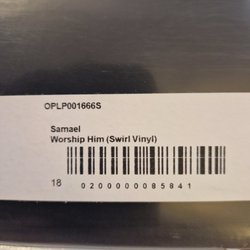 OPLP001666S
Samael
Worship Him (Swirl Vinyl)
18 0200000085841